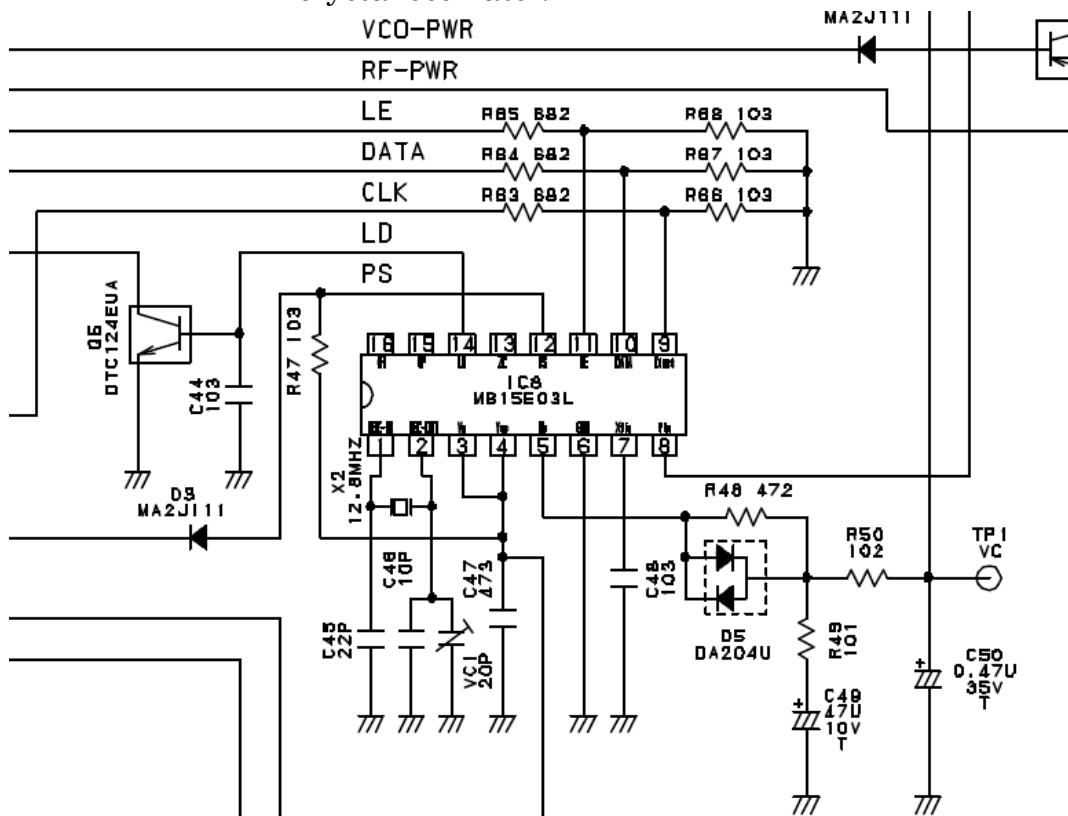 VCO-PWR
MA2J111
RF-PWR
LE
R65 682
R68 103
DATA
R64 682
R67 103
CLK
R63 682
R66 103
LD
PS
Q6
DTC124EUA
C44
103
R47 103
16 15 14 13 12 11 10 9
IC8
MB15E03L
1 2 3 4 5 6 7 8
X2
12.8MHZ
D3
MA2J111
R48 472
R50
102
TP1
VC
C46
10P
C47
473
C48
103
C45
22P
VC1
20P
D5
DA204U
R49
101
C50
0.47U
35V
T
C49
47U
10V
T